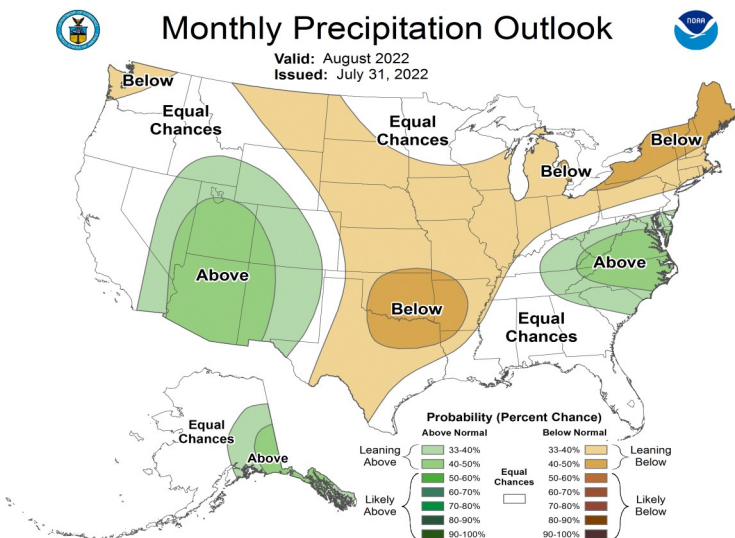 Monthly Precipitation Outlook
NOAA
Valid: August 2022
Issued: July 31, 2022
Below
Equal
Chances
Equal
Chances
Below
Below
Above
Below
Above
Equal
Chances
Equal
Chances
Above
Probability (Percent Chance)
Above Normal
Below Normal
Leaning
Above
33-40%
40-50%
50-60%
60-70%
70-80%
80-90%
90-100%
Likely
Above
Equal
Chances
33-40%
40-50%
50-60%
60-70%
70-80%
80-90%
90-100%
Leaning
Below
Likely
Below